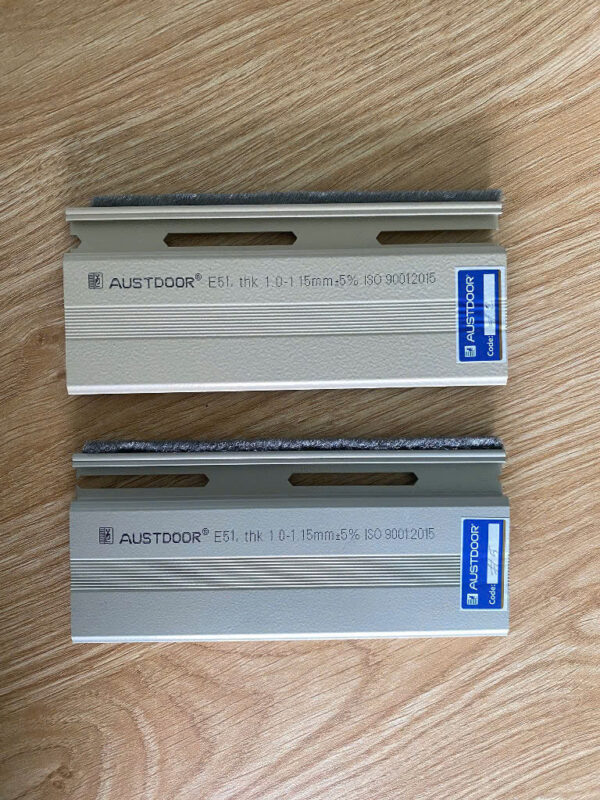 AUSTDOOR® E51. thk 1.0-1.15mm±5% ISO 9001:2015
AUSTDOOR
Code:
AUSTDOOR® E51. thk 1.0-1.15mm±5% ISO 9001:2015
AUSTDOOR
Code: